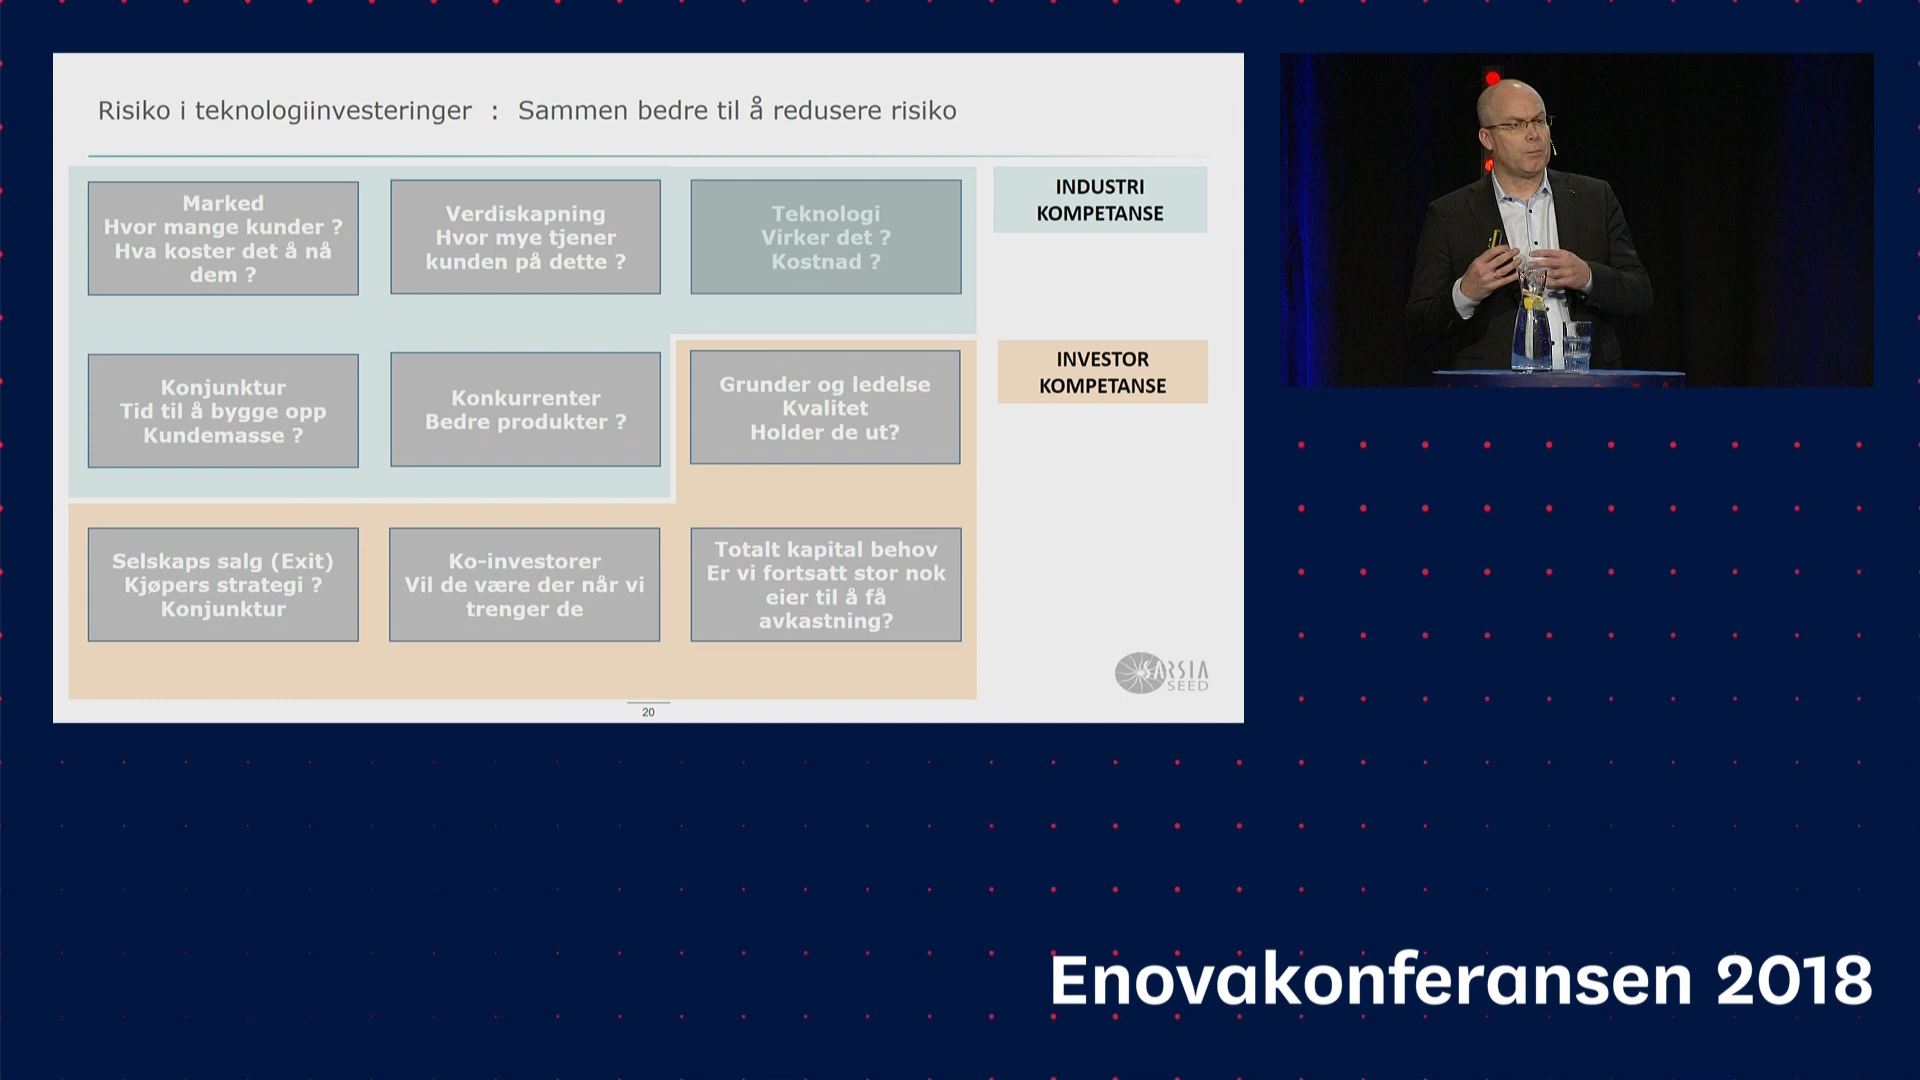 Risiko i teknologiinvesteringer : Sammen bedre til å redusere risiko
Marked
Hvor mange kunder ?
Hva koster det å nå
dem ?
Verdiskapning
Hvor mye tjener
kunden på dette ?
Teknologi
Virker det ?
Kostnad ?
INDUSTRI
KOMPETANSE
Konjunktur
Tid til å bygge opp
Kundemasse ?
Konkurrenter
Bedre produkter ?
Grunder og ledelse
Kvalitet
Holder de ut?
INVESTOR
KOMPETANSE
Selskaps salg (Exit)
Kjøpers strategi ?
Konjunktur
Ko-investorer
Vil de være der når vi
trenger de
Totalt kapital behov
Er vi fortsatt stor nok
eier til å få
avkastning?
SARSIA
SEED
20
Enovakonferansen 2018